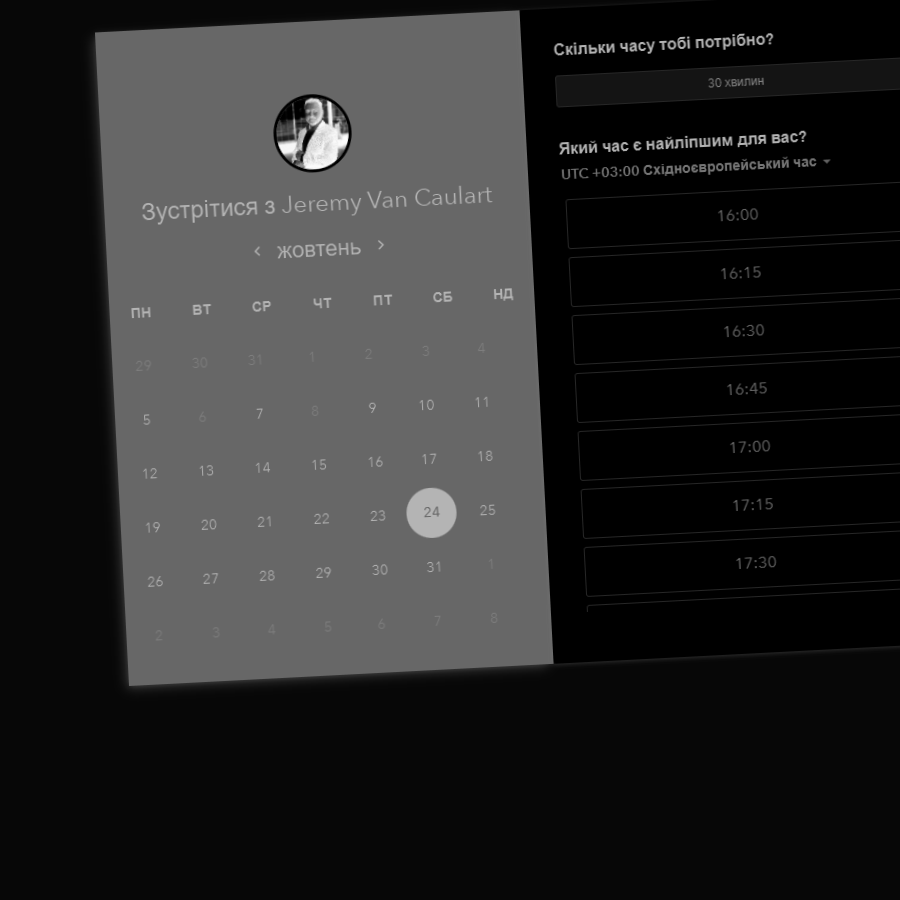 Зустрітися з Jeremy Van Caulart
‹ жовтень ›
ПН ВТ СР ЧТ ПТ СБ НД
29 30 31 1 2 3 4
5 6 7 8 9 10 11
12 13 14 15 16 17 18
19 20 21 22 23 24 25
26 27 28 29 30 31 1
2 3 4 5 6 7 8
Скільки часу тобі потрібно?
30 хвилин
Який час є найліпшим для вас?
UTC +03:00 Східноєвропейський час
16:00
16:15
16:30
16:45
17:00
17:15
17:30